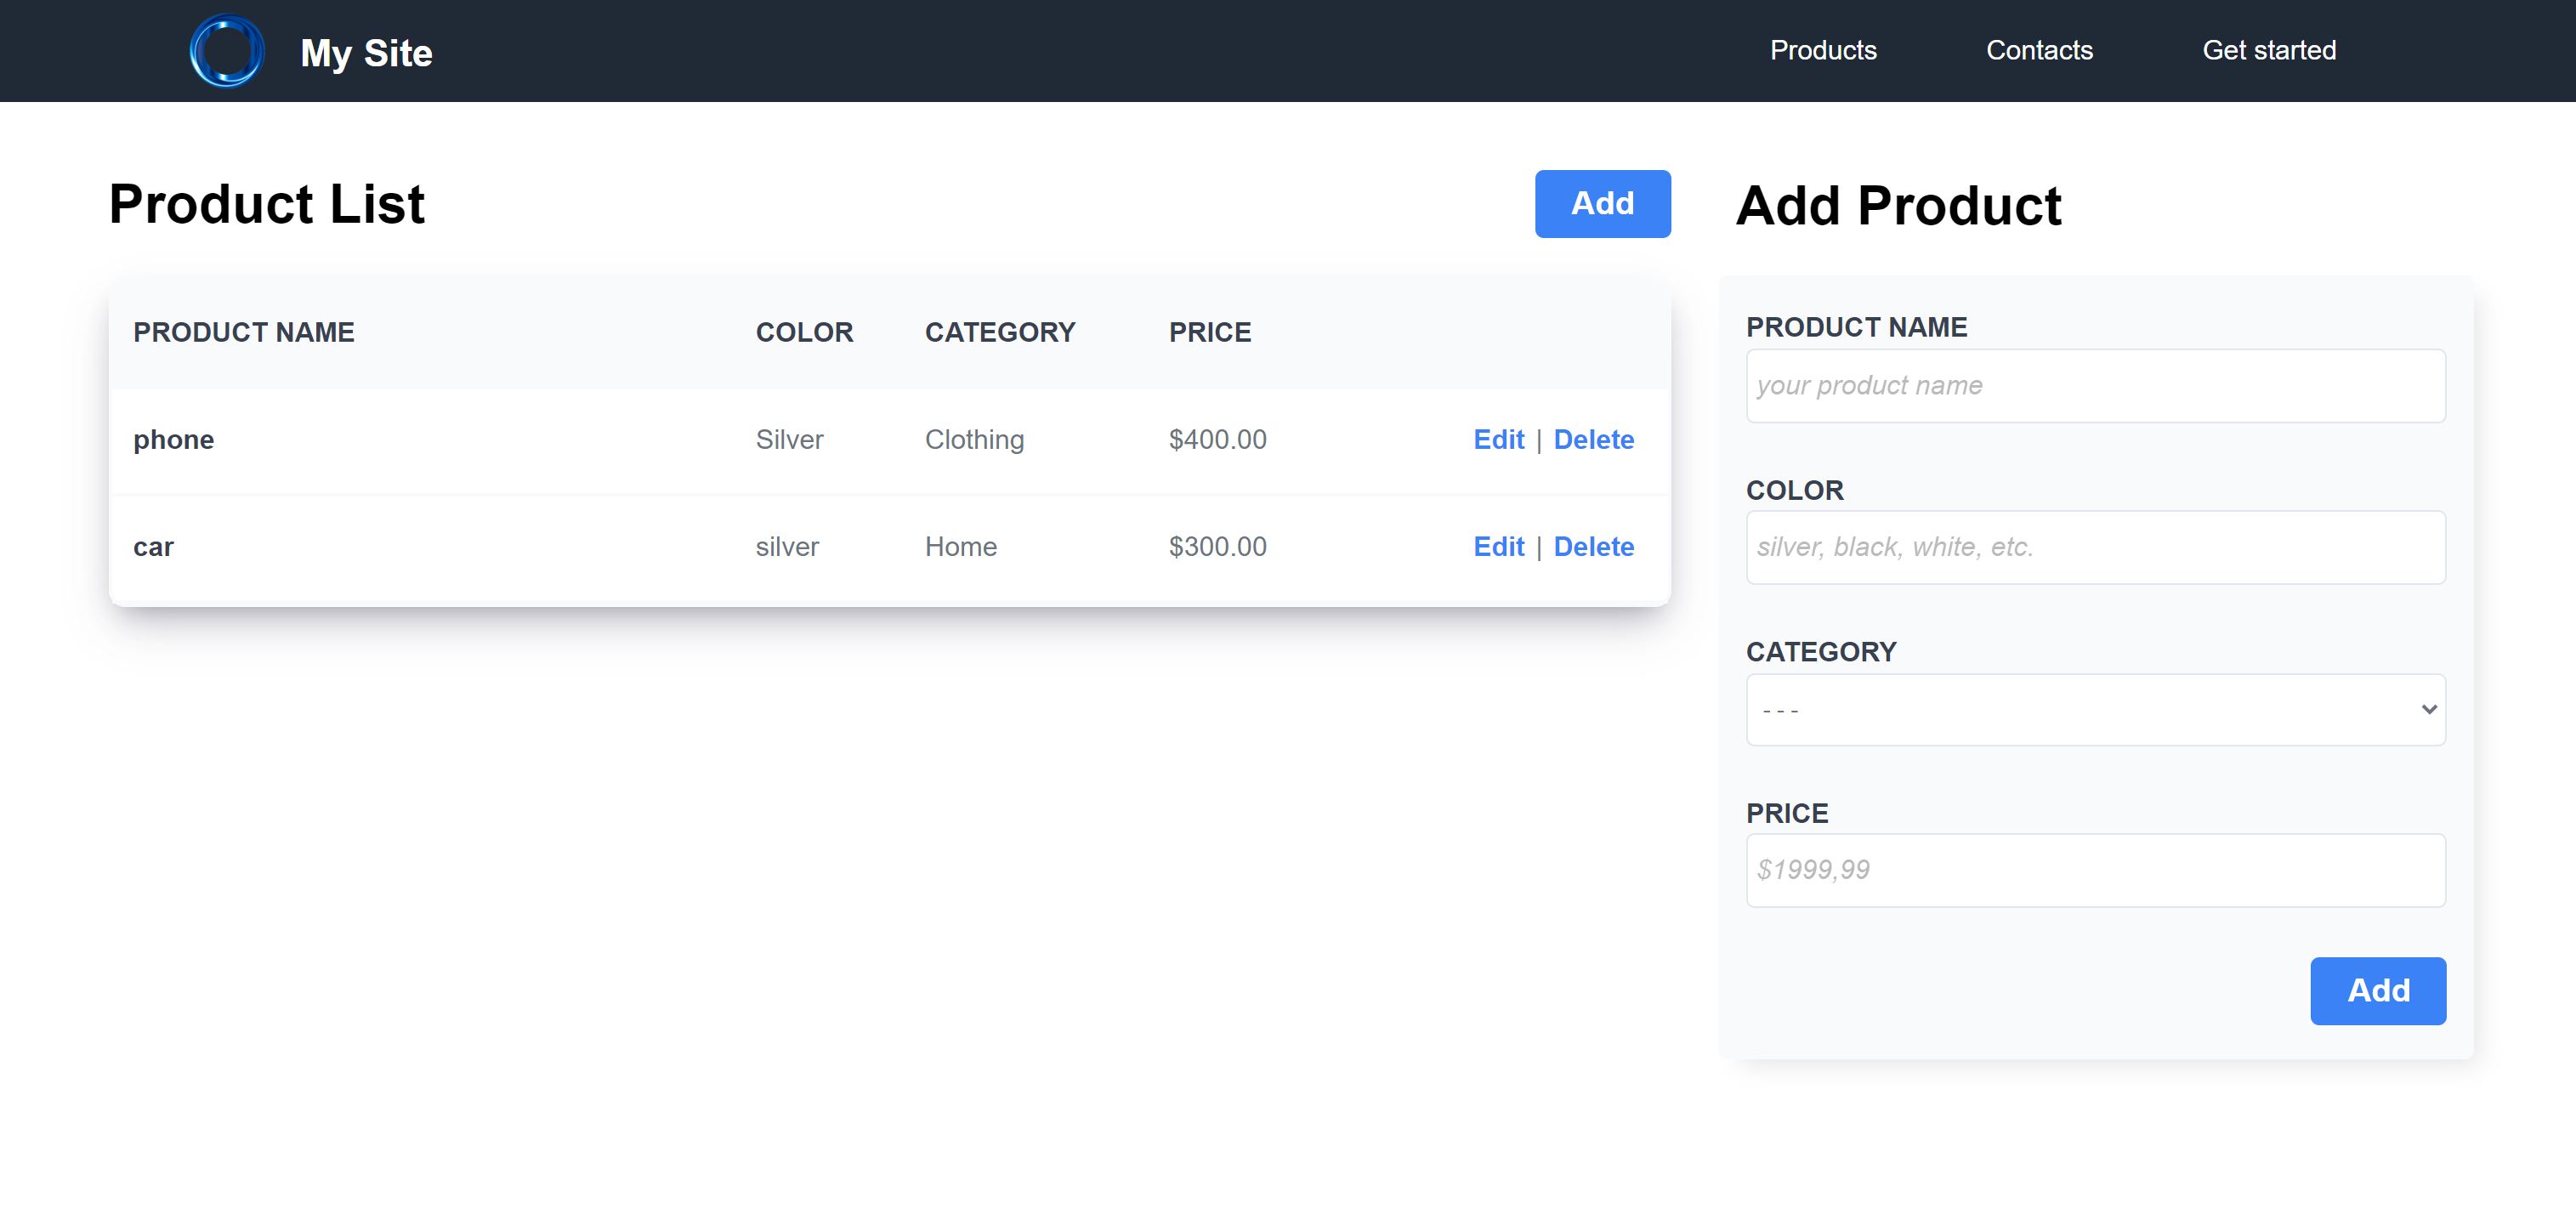 My Site
Products Contacts Get started
Product List
Add
PRODUCT NAME COLOR CATEGORY PRICE
phone Silver Clothing $400.00 Edit | Delete
car silver Home $300.00 Edit | Delete
Add Product
PRODUCT NAME
your product name
COLOR
silver, black, white, etc.
CATEGORY
---
PRICE
$1999,99
Add